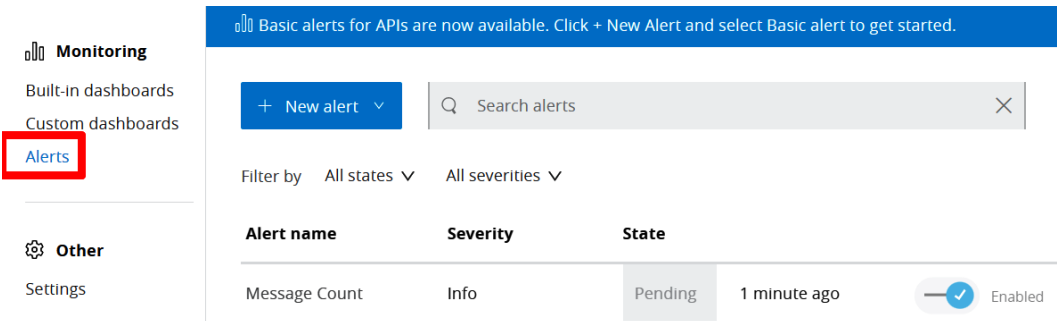 Basic alerts for APIs are now available. Click + New Alert and select Basic alert to get started.
Monitoring
Built-in dashboards
Custom dashboards
Alerts
Other
Settings
+ New alert
Search alerts
Filter by All states All severities
Alert name Severity State
Message Count Info Pending 1 minute ago Enabled